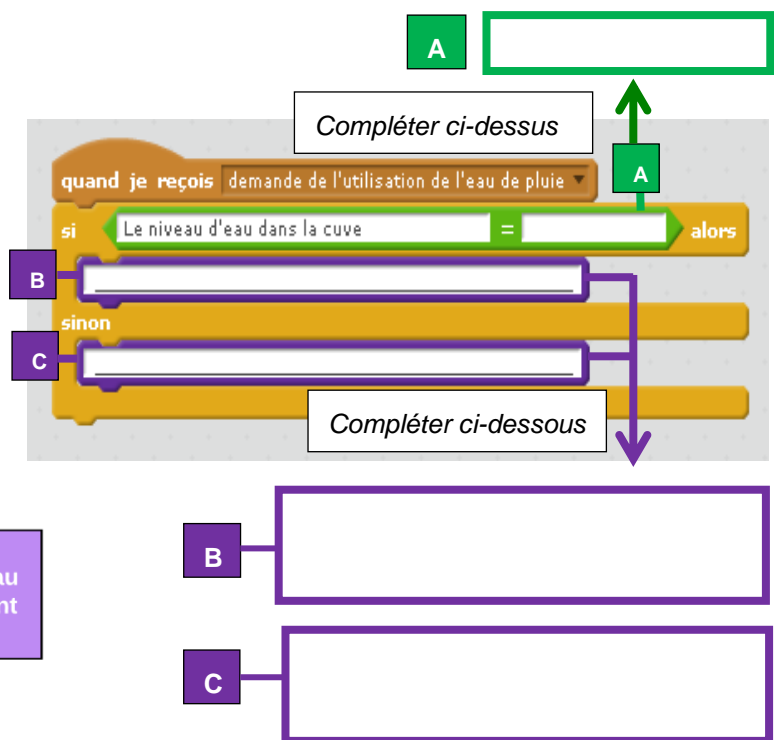 A
Compléter ci-dessus
quand je reçois demande de l'utilisation de l'eau de pluie
A
si Le niveau d'eau dans la cuve = alors
B
sinon
C
Compléter ci-dessous
B
au
nt
C